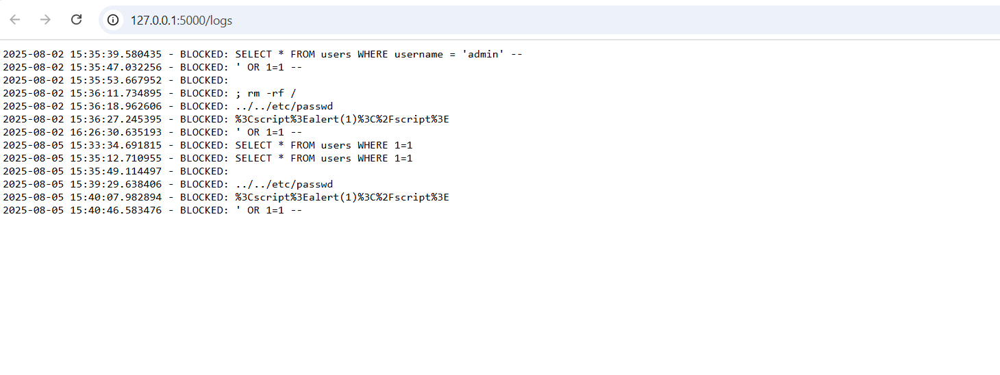 127.0.0.1:5000/logs
2025-08-02 15:35:39.580435 - BLOCKED: SELECT * FROM users WHERE username = 'admin' --
2025-08-02 15:35:47.032256 - BLOCKED: ' OR 1=1 --
2025-08-02 15:35:53.667952 - BLOCKED:
2025-08-02 15:36:11.734895 - BLOCKED: ; rm -rf /
2025-08-02 15:36:18.962606 - BLOCKED: ../../etc/passwd
2025-08-02 15:36:27.245395 - BLOCKED: %3Cscript%3Ealert(1)%3C%2Fscript%3E
2025-08-02 16:26:30.635193 - BLOCKED: ' OR 1=1 --
2025-08-05 15:33:34.691815 - BLOCKED: SELECT * FROM users WHERE 1=1
2025-08-05 15:35:12.710955 - BLOCKED: SELECT * FROM users WHERE 1=1
2025-08-05 15:35:49.114497 - BLOCKED:
2025-08-05 15:39:29.638406 - BLOCKED: ../../etc/passwd
2025-08-05 15:40:07.982894 - BLOCKED: %3Cscript%3Ealert(1)%3C%2Fscript%3E
2025-08-05 15:40:46.583476 - BLOCKED: ' OR 1=1 --